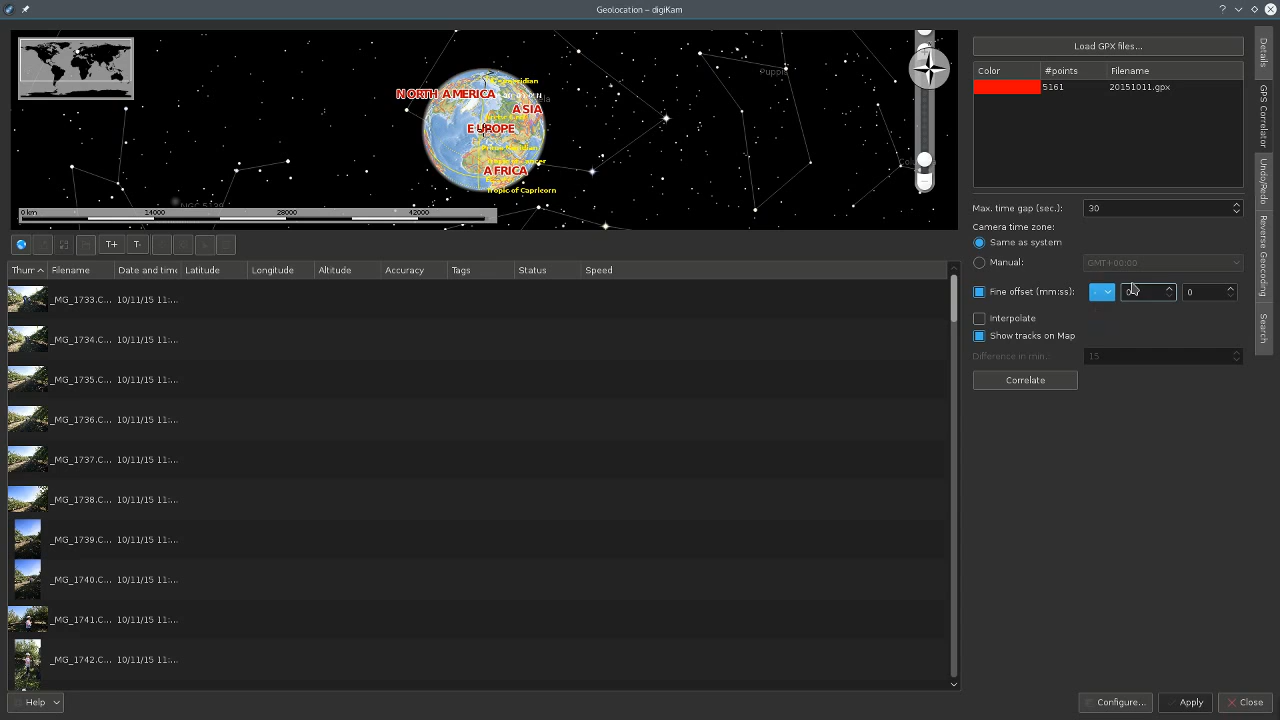 Geolocation – digiKam
Puppis
NORTH AMERICA
ASIA
EUROPE
AFRICA
Tropic of Capricorn
0 km 14000 28000 42000
Load GPX files...
Color #points Filename
5161 20151011.gpx
Max. time gap (sec.): 30
Camera time zone:
Same as system
Manual: GMT+00:00
Fine offset (mm:ss): - 0 0
Interpolate
Show tracks on Map
Difference in min.: 15
Correlate
Details
GPS Correlator
Undo/Redo
Reverse Geocoding
Search
T+ T-
Thum Filename Date and time Latitude Longitude Altitude Accuracy Tags Status Speed
_MG_1733.C... 10/11/15 11:...
_MG_1734.C... 10/11/15 11:...
_MG_1735.C... 10/11/15 11:...
_MG_1736.C... 10/11/15 11:...
_MG_1737.C... 10/11/15 11:...
_MG_1738.C... 10/11/15 11:...
_MG_1739.C... 10/11/15 11:...
_MG_1740.C... 10/11/15 11:...
_MG_1741.C... 10/11/15 11:...
_MG_1742.C... 10/11/15 11:...
Help
Configure... Apply Close